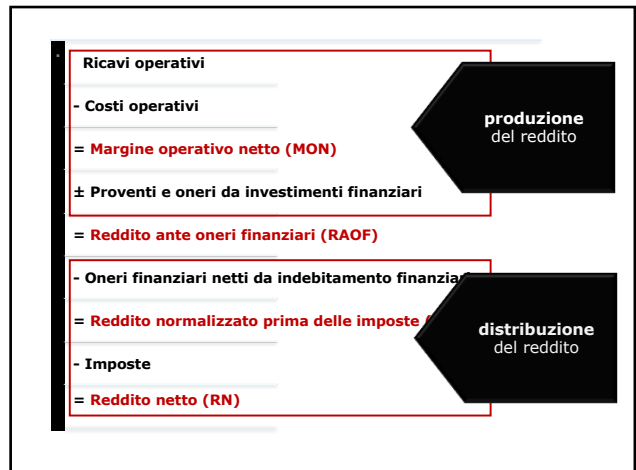 Ricavi operativi
- Costi operativi
= Margine operativo netto (MON)
± Proventi e oneri da investimenti finanziari
= Reddito ante oneri finanziari (RAOF)
- Oneri finanziari netti da indebitamento
= Reddito normalizzato prima delle imposte
- Imposte
= Reddito netto (RN)
produzione
del reddito
distribuzione
del reddito